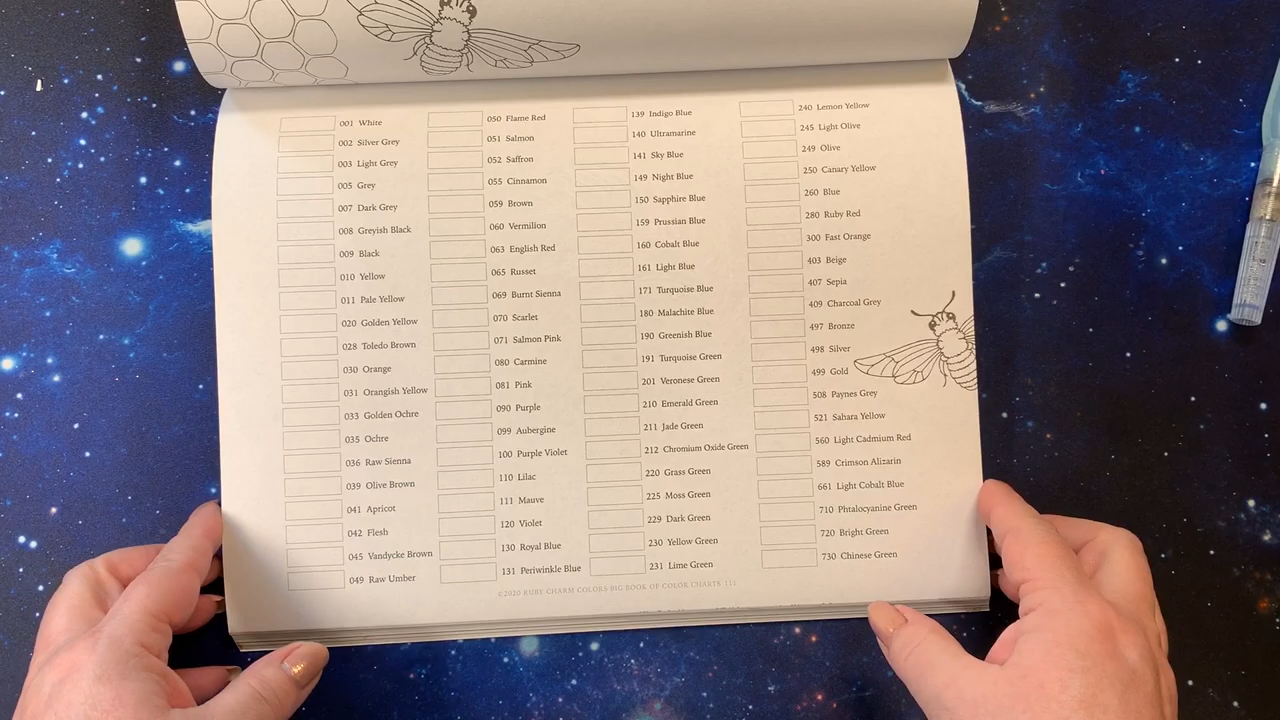 001 White
002 Silver Grey
003 Light Grey
005 Grey
007 Dark Grey
008 Greyish Black
009 Black
010 Yellow
011 Pale Yellow
020 Golden Yellow
028 Toledo Brown
030 Orange
031 Orangish Yellow
033 Golden Ochre
035 Ochre
036 Raw Sienna
039 Olive Brown
041 Apricot
042 Flesh
045 Vandycke Brown
049 Raw Umber
050 Flame Red
051 Salmon
052 Saffron
055 Cinnamon
059 Brown
060 Vermilion
063 English Red
065 Russet
069 Burnt Sienna
070 Scarlet
071 Salmon Pink
080 Carmine
081 Pink
090 Purple
099 Aubergine
100 Purple Violet
110 Lilac
111 Mauve
120 Violet
130 Royal Blue
131 Periwinkle Blue
139 Indigo Blue
140 Ultramarine
141 Sky Blue
149 Night Blue
150 Sapphire Blue
159 Prussian Blue
160 Cobalt Blue
161 Light Blue
171 Turquoise Blue
180 Malachite Blue
190 Greenish Blue
191 Turquoise Green
201 Veronese Green
210 Emerald Green
211 Jade Green
212 Chromium Oxide Green
220 Grass Green
225 Moss Green
229 Dark Green
230 Yellow Green
231 Lime Green
240 Lemon Yellow
245 Light Olive
249 Olive
250 Canary Yellow
260 Blue
280 Ruby Red
300 Fast Orange
403 Beige
407 Sepia
409 Charcoal Grey
497 Bronze
498 Silver
499 Gold
508 Paynes Grey
521 Sahara Yellow
560 Light Cadmium Red
589 Crimson Alizarin
661 Light Cobalt Blue
710 Phtalocyanine Green
720 Bright Green
730 Chinese Green
©2020 RUBY CHARM COLORS BIG BOOK OF COLOR CHARTS 111